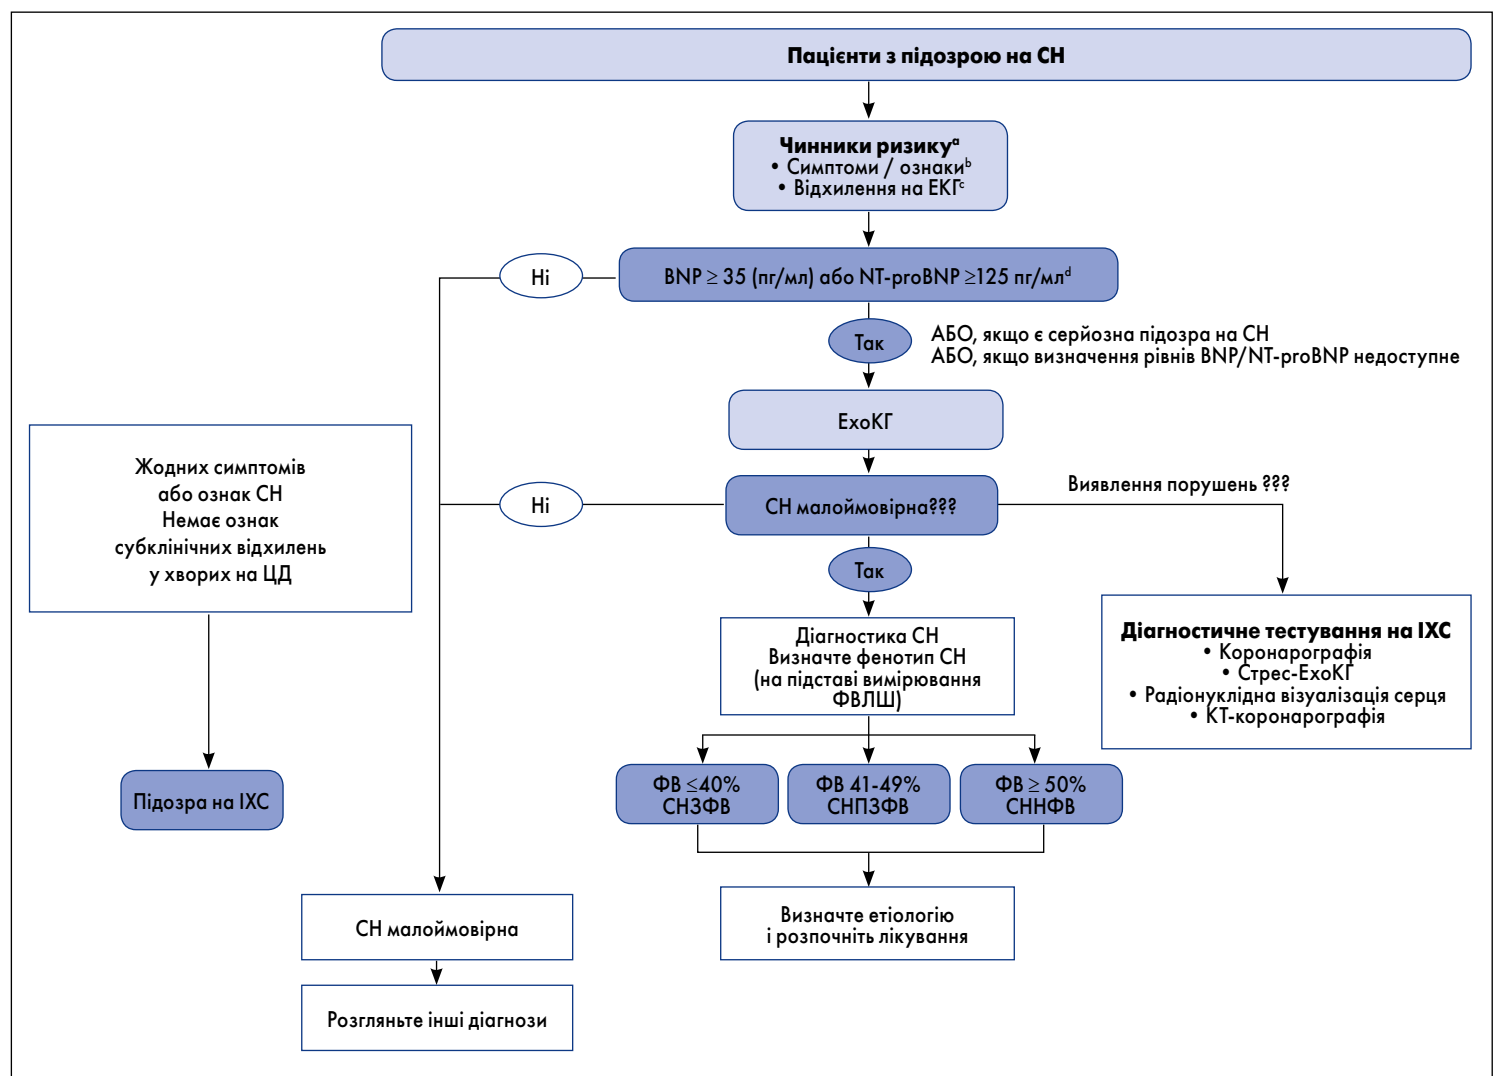 Пацієнти з підозрою на СН
Чинники ризикуᵃ
• Симптоми / ознакиᵇ
• Відхилення на ЕКГᶜ
Ні
BNP ≥ 35 (пг/мл) або NT-proBNP ≥125 пг/млᵈ
Так
АБО, якщо є серйозна підозра на СН
АБО, якщо визначення рівнів BNP/NT-proBNP недоступне
ЕхоКГ
Жодних симптомів
або ознак СН
Немає ознак
субклінічних відхилень
у хворих на ЦД
Ні
СН малоймовірна???
Виявлення порушень ???
Так
Діагностика СН
Визначте фенотип СН
(на підставі вимірювання
ФВЛШ)
Діагностичне тестування на ІХС
• Коронарографія
• Стрес-ЕхоКГ
• Радіонуклідна візуалізація серця
• КТ-коронарографія
Підозра на ІХС
ФВ ≤40%
СНЗФВ
ФВ 41-49%
СНПЗФВ
ФВ ≥ 50%
СННФВ
СН малоймовірна
Визначте етіологію
і розпочніть лікування
Розгляньте інші діагнози